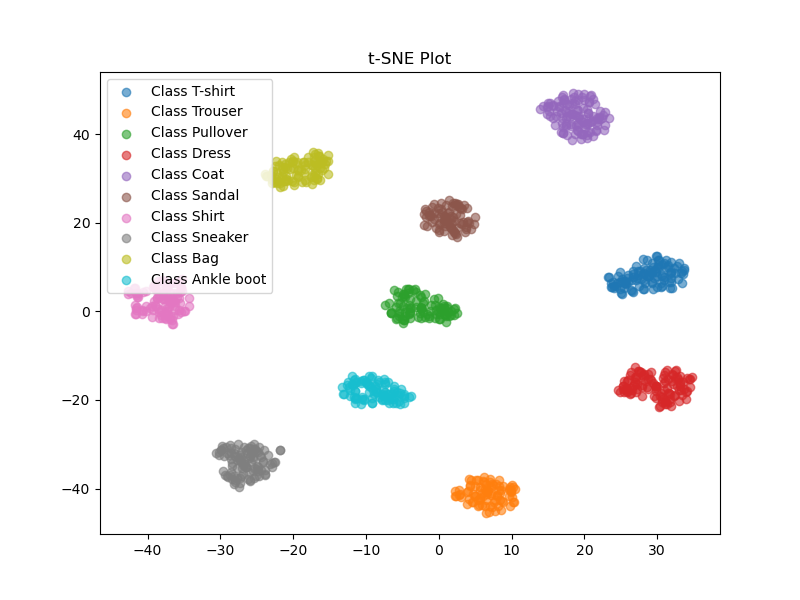 t-SNE Plot
Class T-shirt
Class Trouser
Class Pullover
Class Dress
Class Coat
Class Sandal
Class Shirt
Class Sneaker
Class Bag
Class Ankle boot
40
20
0
−20
−40
−40 −30 −20 −10 0 10 20 30